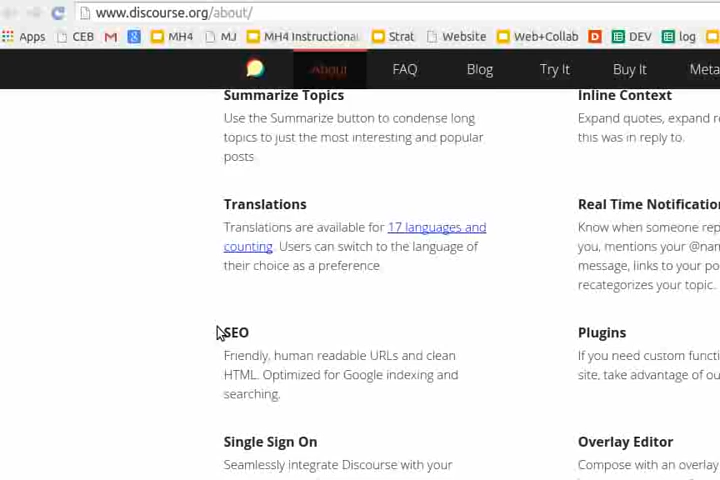 www.discourse.org/about/
Apps CEB MH4 MJ MH4 Instructional Strat Website Web+Collab DEV log
About FAQ Blog Try It Buy It Meta
Summarize Topics
Use the Summarize button to condense long
topics to just the most interesting and popular
posts
Inline Context
Expand quotes, expand re
this was in reply to.
Translations
Translations are available for 17 languages and
counting. Users can switch to the language of
their choice as a preference
Real Time Notification
Know when someone rep
you, mentions your @nam
message, links to your po
recategorizes your topic.
SEO
Friendly, human readable URLs and clean
HTML. Optimized for Google indexing and
searching.
Plugins
If you need custom functi
site, take advantage of ou
Single Sign On
Seamlessly integrate Discourse with your
Overlay Editor
Compose with an overlay